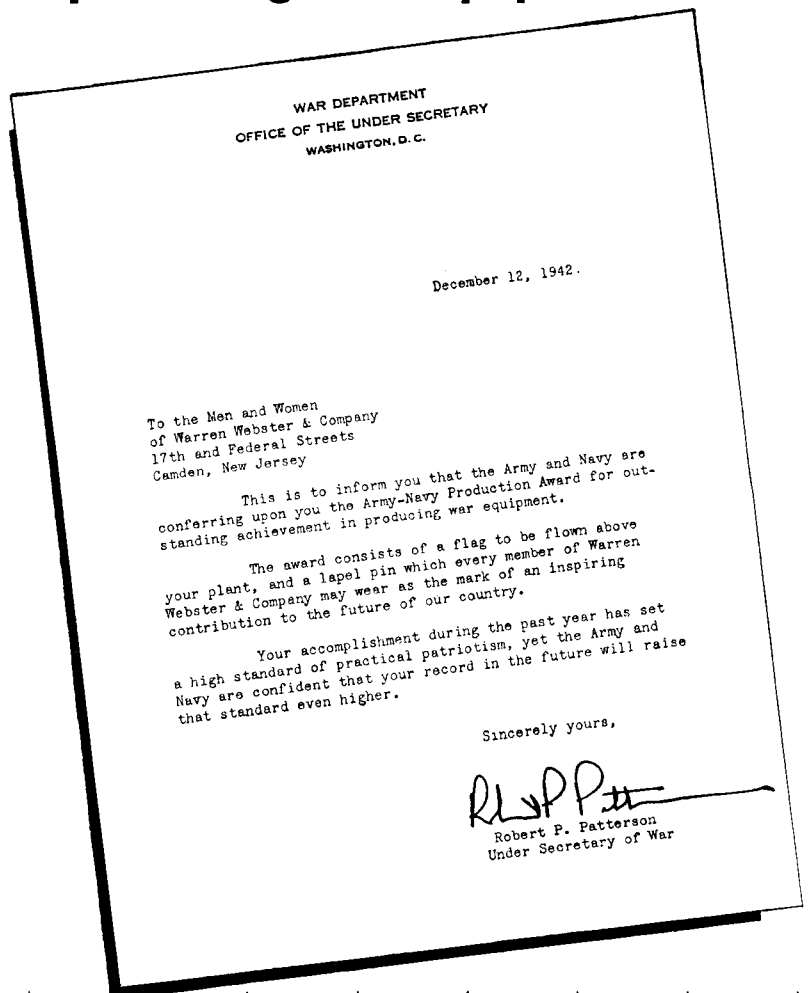 WAR DEPARTMENT
OFFICE OF THE UNDER SECRETARY
WASHINGTON, D. C.
December 12, 1942.
To the Men and Women
of Warren Webster & Company
17th and Federal Streets
Camden, New Jersey
This is to inform you that the Army and Navy are
conferring upon you the Army-Navy Production Award for out-
standing achievement in producing war equipment.
The award consists of a flag to be flown above
your plant, and a lapel pin which every member of Warren
Webster & Company may wear as the mark of an inspiring
contribution to the future of our country.
Your accomplishment during the past year has set
a high standard of practical patriotism, yet the Army and
Navy are confident that your record in the future will raise
that standard even higher.
Sincerely yours,
Robert P. Patterson
Under Secretary of War